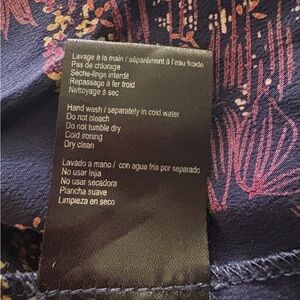 Lavage à la main / séparément à l'eau froide
Pas de chlorage
Sèche-linge interdit
Repassage à fer froid
Nettoyage à sec
Hand wash / separately in cold water
Do not bleach
Do not tumble dry
Cold ironing
Dry clean
Lavado a mano / con agua fria por separado
No usar lejia
No usar secadora
Plancha suave
Limpieza en seco